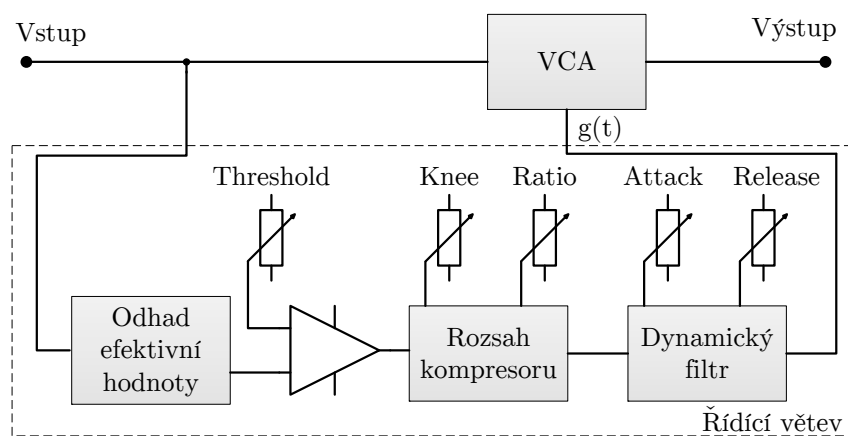 Vstup
VCA
Výstup
g(t)
Threshold
Knee
Ratio
Attack
Release
Odhad
efektivní
hodnoty
Rozsah
kompresoru
Dynamický
filtr
Řídící větev